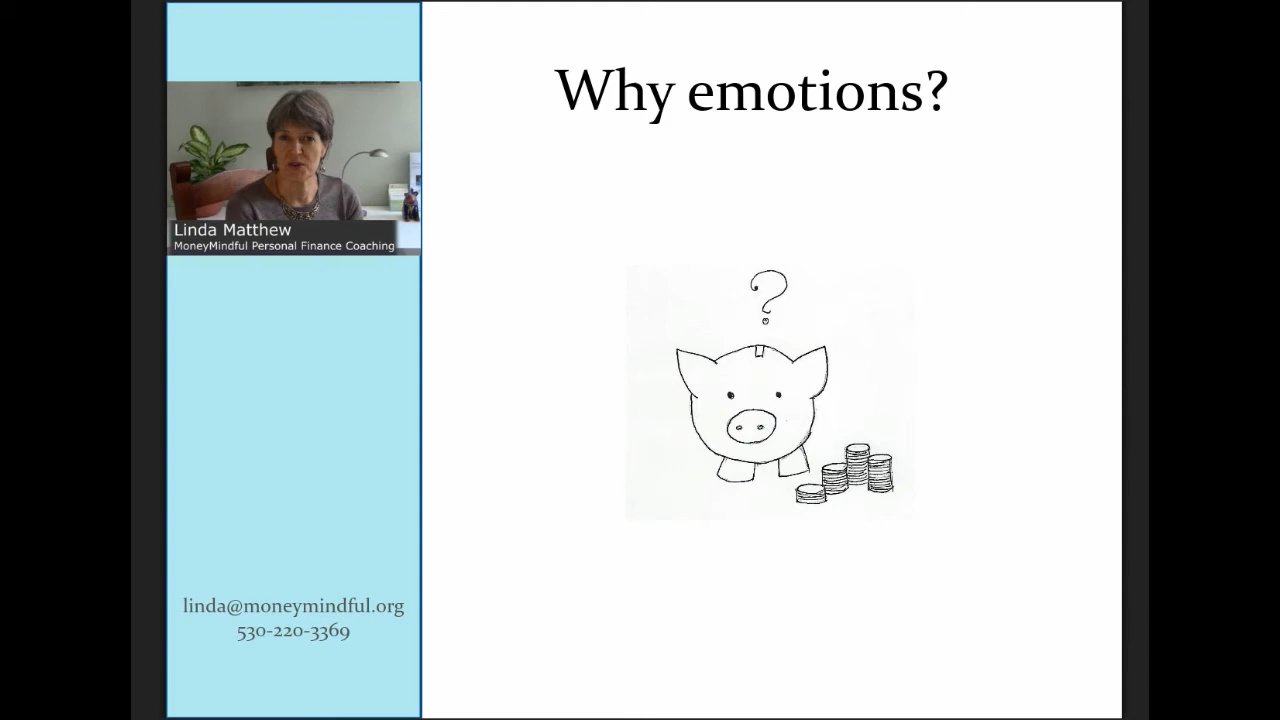 Why emotions?
Linda Matthew
MoneyMindful Personal Finance Coaching
?
linda@moneymindful.org
530-220-3369